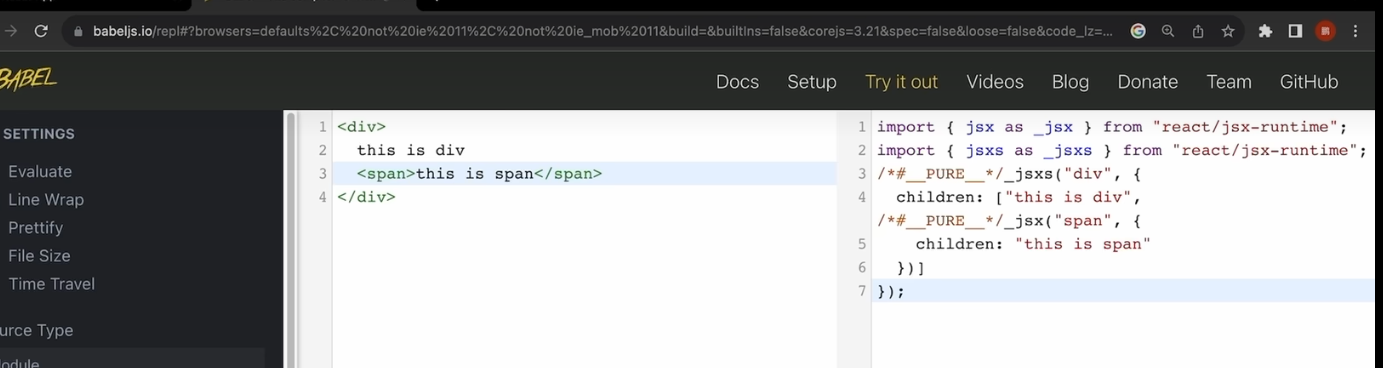 babeljs.io/repl#?browsers=defaults%2C%20not%20ie%2011%2C%20not%20ie_mob%2011&build=&builtIns=false&corejs=3.21&spec=false&loose=false&code_lz=...
BABEL
Docs Setup Try it out Videos Blog Donate Team GitHub
SETTINGS
Evaluate
Line Wrap
Prettify
File Size
Time Travel
urce Type
odule
1 <div>
2 this is div
3 <span>this is span</span>
4 </div>
1 import { jsx as _jsx } from "react/jsx-runtime";
2 import { jsxs as _jsxs } from "react/jsx-runtime";
3 /*#__PURE__*/_jsxs("div", {
4 children: ["this is div",
/*#__PURE__*/_jsx("span", {
5 children: "this is span"
6 })]
7 });